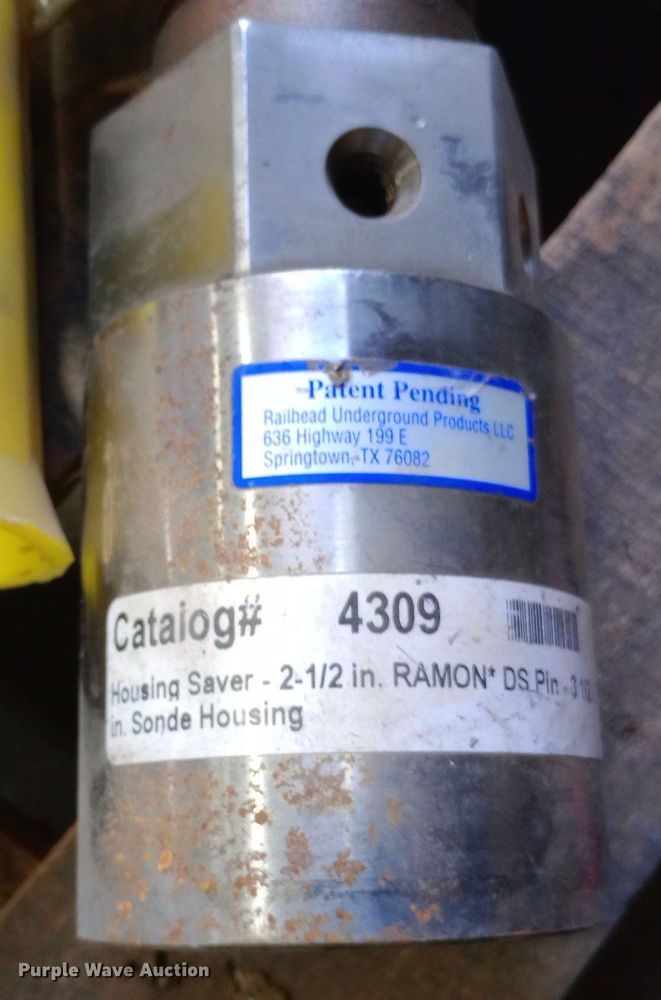 Patent Pending
Railhead Underground Products LLC
636 Highway 199 E
Springtown, TX 76082
Catalog# 4309
Housing Saver - 2-1/2 in. RAMON* DS Pin - 3 1/2
in. Sonde Housing
Purple Wave Auction